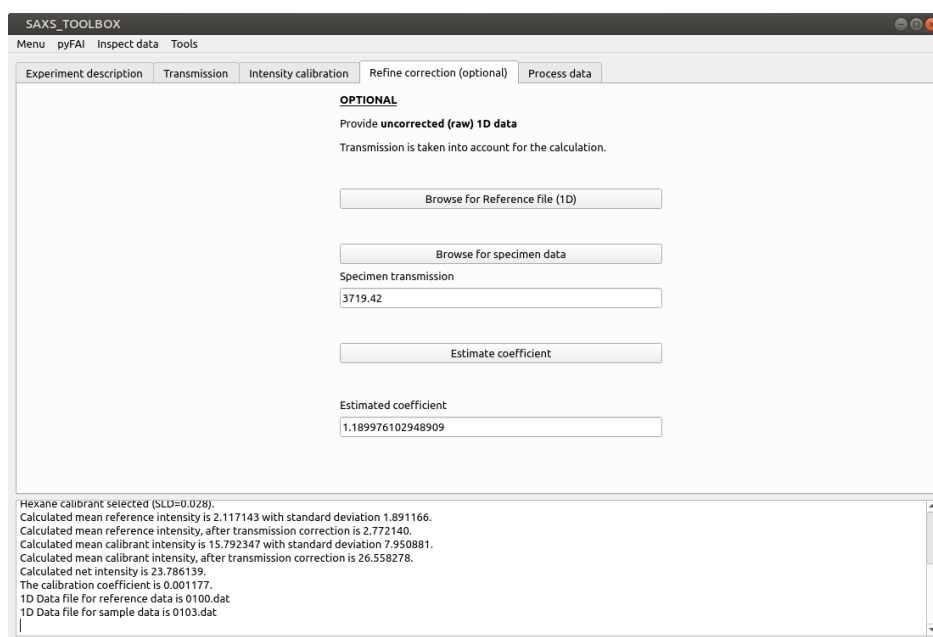 SAXS_TOOLBOX
Menu pyFAI Inspect data Tools
Experiment description Transmission Intensity calibration Refine correction (optional) Process data
OPTIONAL
Provide uncorrected (raw) 1D data
Transmission is taken into account for the calculation.
Browse for Reference file (1D)
Browse for specimen data
Specimen transmission
3719.42
Estimate coefficient
Estimated coefficient
1.189976102948909
Hexane calibrant selected (SLD=0.028).
Calculated mean reference intensity is 2.117143 with standard deviation 1.891166.
Calculated mean reference intensity, after transmission correction is 2.772140.
Calculated mean calibrant intensity is 15.792347 with standard deviation 7.950881.
Calculated mean calibrant intensity, after transmission correction is 26.558278.
Calculated net intensity is 23.786139.
The calibration coefficient is 0.001177.
1D Data file for reference data is 0100.dat
1D Data file for sample data is 0103.dat